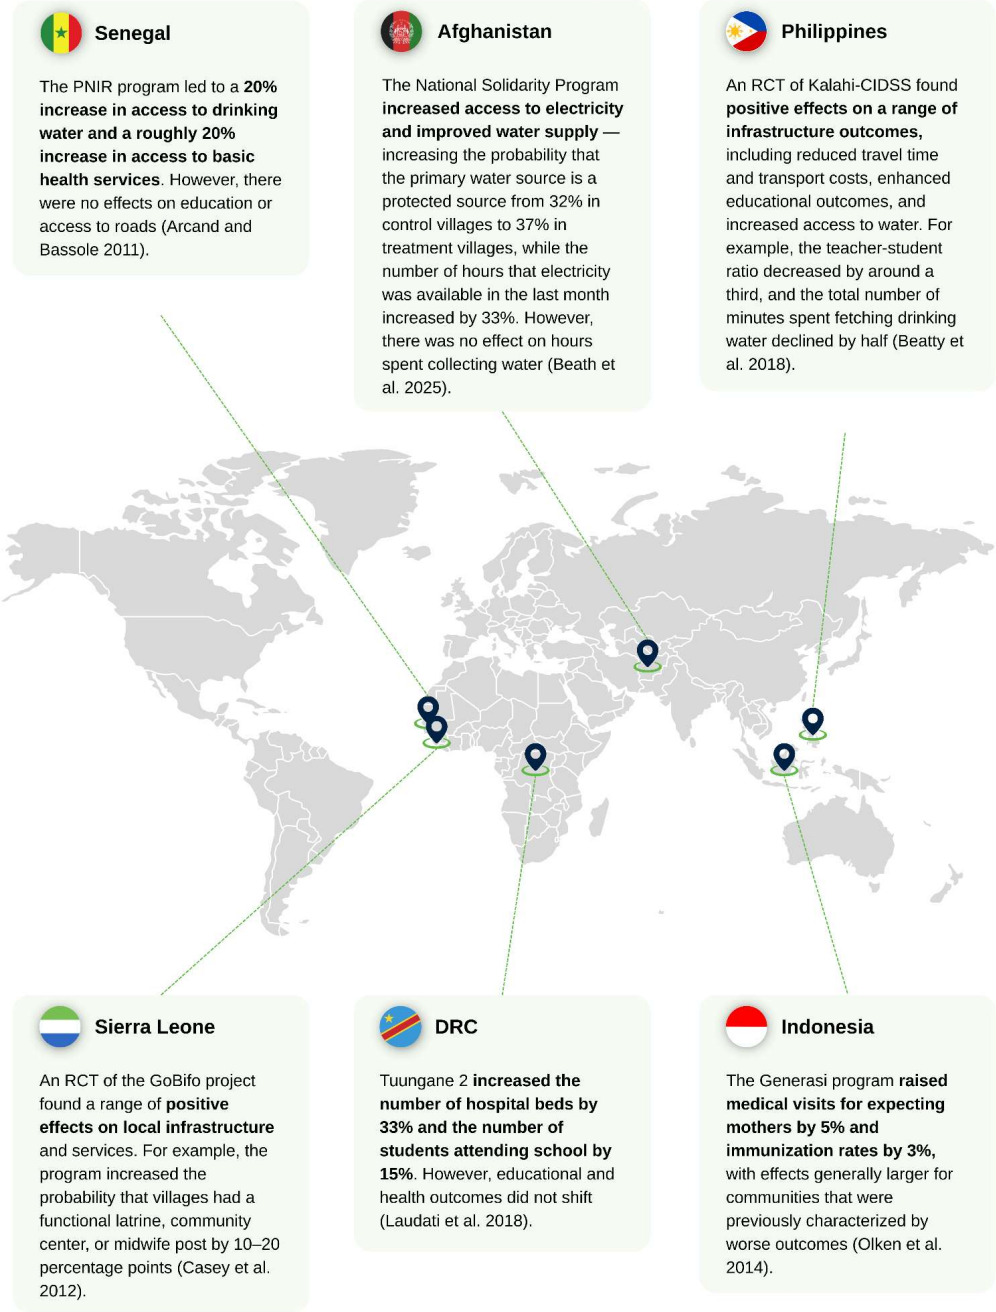 Senegal
The PNIR program led to a 20%
increase in access to drinking
water and a roughly 20%
increase in access to basic
health services. However, there
were no effects on education or
access to roads (Arcand and
Bassole 2011).
Afghanistan
The National Solidarity Program
increased access to electricity
and improved water supply —
increasing the probability that
the primary water source is a
protected source from 32% in
control villages to 37% in
treatment villages, while the
number of hours that electricity
was available in the last month
increased by 33%. However,
there was no effect on hours
spent collecting water (Beath et
al. 2025).
Philippines
An RCT of Kalahi-CIDSS found
positive effects on a range of
infrastructure outcomes,
including reduced travel time
and transport costs, enhanced
educational outcomes, and
increased access to water. For
example, the teacher-student
ratio decreased by around a
third, and the total number of
minutes spent fetching drinking
water declined by half (Beatty et
al. 2018).
Sierra Leone
An RCT of the GoBifo project
found a range of positive
effects on local infrastructure
and services. For example, the
program increased the
probability that villages had a
functional latrine, community
center, or midwife post by 10–20
percentage points (Casey et al.
2012).
DRC
Tuungane 2 increased the
number of hospital beds by
33% and the number of
students attending school by
15%. However, educational and
health outcomes did not shift
(Laudati et al. 2018).
Indonesia
The Generasi program raised
medical visits for expecting
mothers by 5% and
immunization rates by 3%,
with effects generally larger for
communities that were
previously characterized by
worse outcomes (Olken et al.
2014).